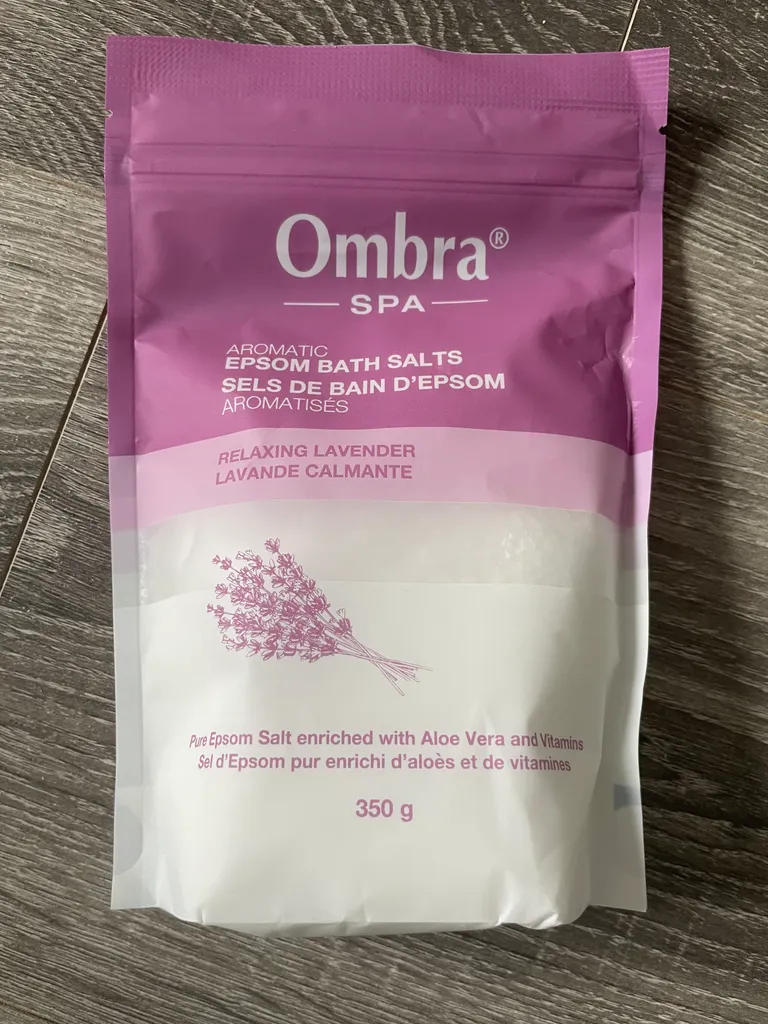 Ombra®
SPA
AROMATIC
EPSOM BATH SALTS
SELS DE BAIN D'EPSOM
AROMATISÉS
RELAXING LAVENDER
LAVANDE CALMANTE
Pure Epsom Salt enriched with Aloe Vera and Vitamins
Sel d'Epsom pur enrichi d'aloès et de vitamines
350 g